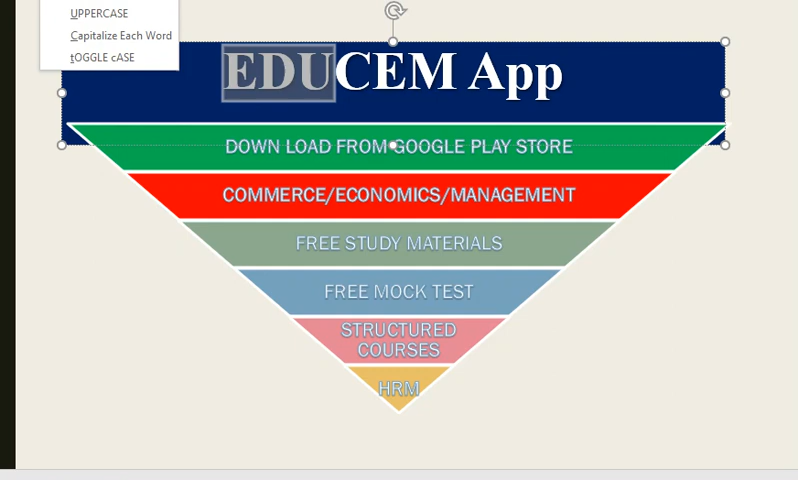 UPPERCASE
Capitalize Each Word
tOGGLE cASE
EDUCEM App
DOWN LOAD FROM GOOGLE PLAY STORE
COMMERCE/ECONOMICS/MANAGEMENT
FREE STUDY MATERIALS
FREE MOCK TEST
STRUCTURED
COURSES
HRM